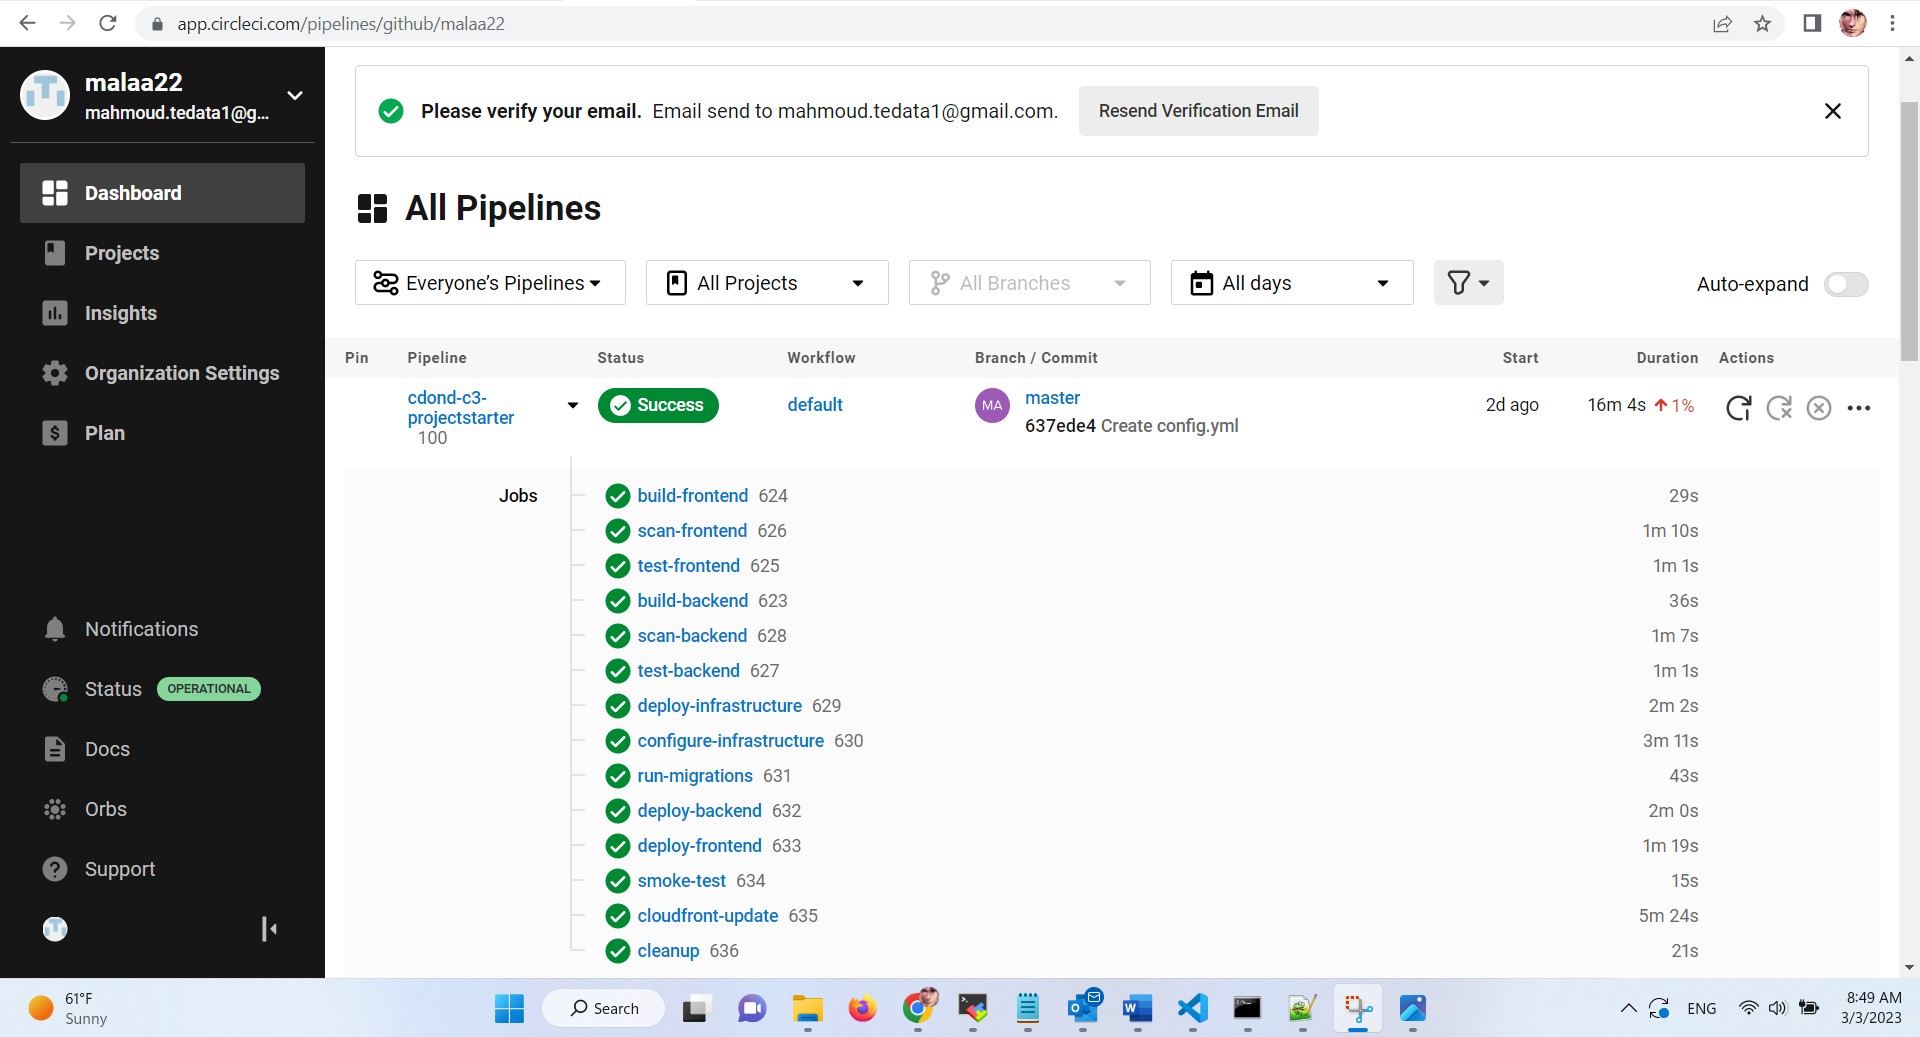 app.circleci.com/pipelines/github/malaa22
malaa22
mahmoud.tedata1@g...
Dashboard
Projects
Insights
Organization Settings
Plan
Notifications
Status OPERATIONAL
Docs
Orbs
Support
Please verify your email. Email send to mahmoud.tedata1@gmail.com. Resend Verification Email
All Pipelines
Everyone’s Pipelines All Projects All Branches All days Auto-expand
Pin Pipeline Status Workflow Branch / Commit Start Duration Actions
cdond-c3-
projectstarter
100
Success default MA master 2d ago 16m 4s 1%
637ede4 Create config.yml
Jobs
build-frontend 624 29s
scan-frontend 626 1m 10s
test-frontend 625 1m 1s
build-backend 623 36s
scan-backend 628 1m 7s
test-backend 627 1m 1s
deploy-infrastructure 629 2m 2s
configure-infrastructure 630 3m 11s
run-migrations 631 43s
deploy-backend 632 2m 0s
deploy-frontend 633 1m 19s
smoke-test 634 15s
cloudfront-update 635 5m 24s
cleanup 636 21s
61°F
Sunny
Search
ENG
8:49 AM
3/3/2023